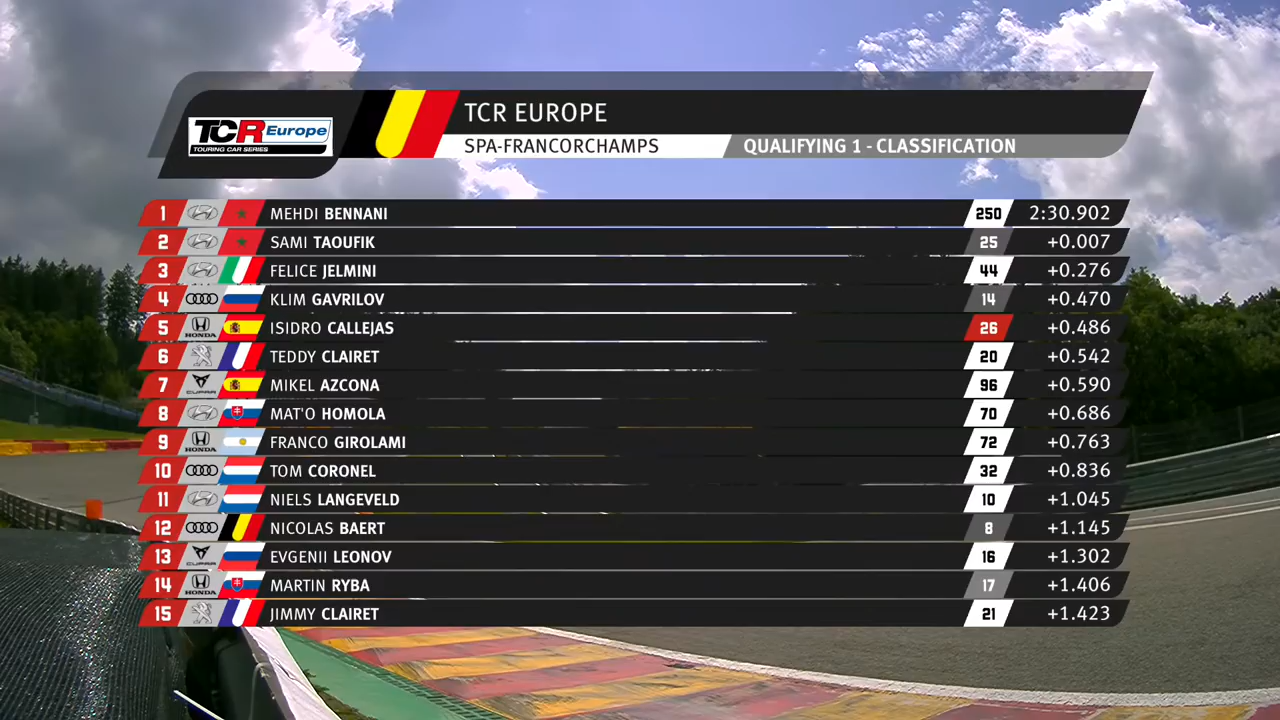 TCR EUROPE
TCR Europe
TOURING CAR SERIES
SPA-FRANCORCHAMPS QUALIFYING 1 - CLASSIFICATION
1 MEHDI BENNANI 250 2:30.902
2 SAMI TAOUFIK 25 +0.007
3 FELICE JELMINI 44 +0.276
4 KLIM GAVRILOV 14 +0.470
5 HONDA ISIDRO CALLEJAS 26 +0.486
6 TEDDY CLAIRET 20 +0.542
7 CUPRA MIKEL AZCONA 96 +0.590
8 MAT'O HOMOLA 70 +0.686
9 HONDA FRANCO GIROLAMI 72 +0.763
10 TOM CORONEL 32 +0.836
11 NIELS LANGEVELD 10 +1.045
12 NICOLAS BAERT 8 +1.145
13 CUPRA EVGENII LEONOV 16 +1.302
14 HONDA MARTIN RYBA 17 +1.406
15 JIMMY CLAIRET 21 +1.423